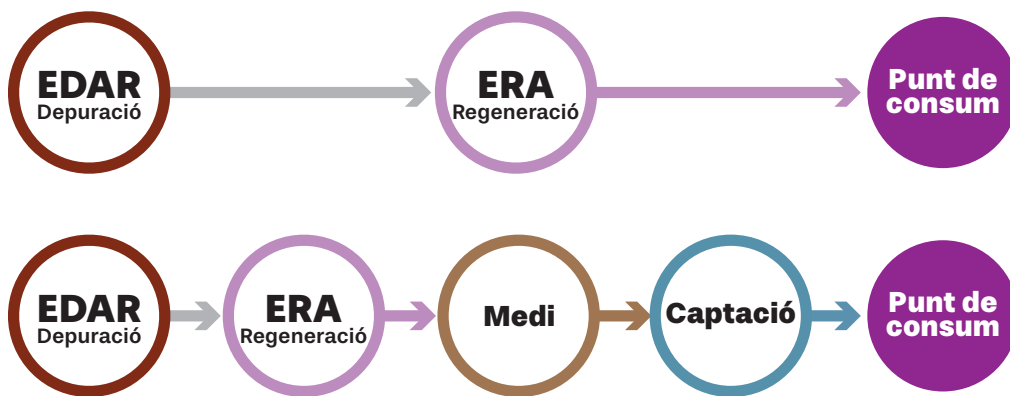 EDAR
Depuració
ERA
Regeneració
Punt de
consum
EDAR
Depuració
ERA
Regeneració
Medi
Captació
Punt de
consum